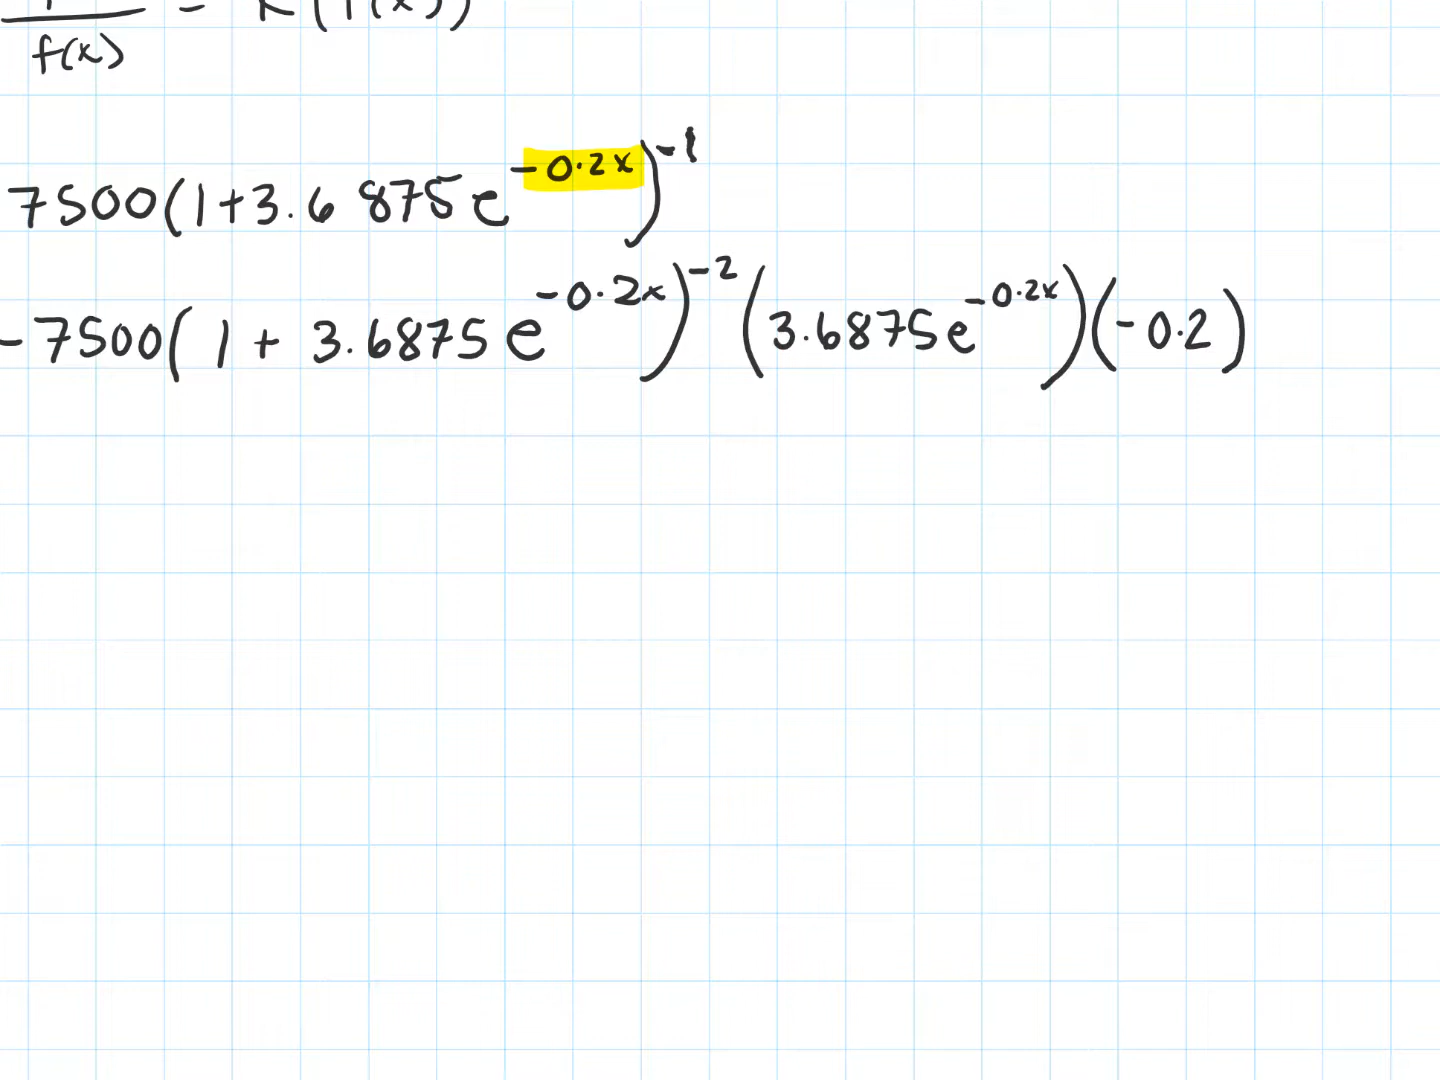 f(x)
7500(1+3.6875e^-0.2x)^-1
-7500(1 + 3.6875e^-0.2x)^-2 (3.6875e^-0.2x)(-0.2)